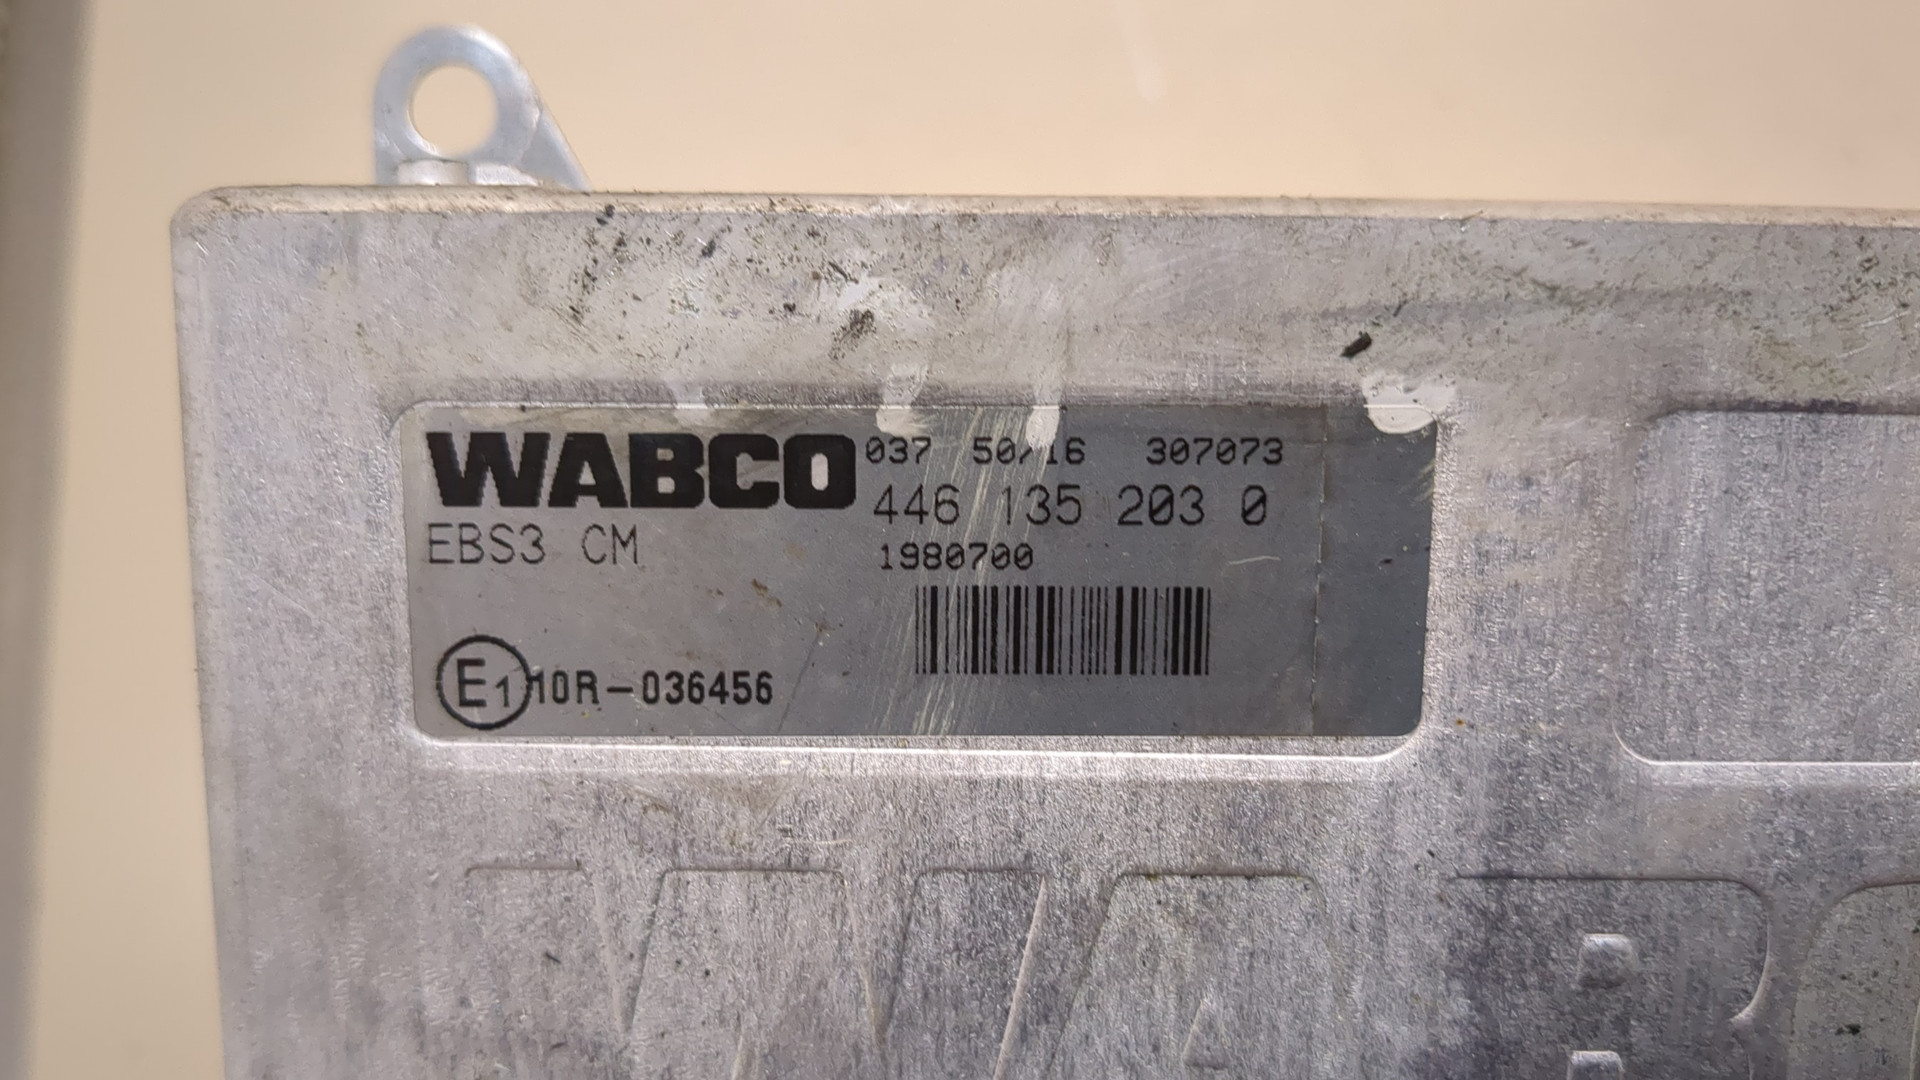 WABCO 037 50/16 307073
446 135 203 0
EBS3 CM 1980700
E1 10R-036456